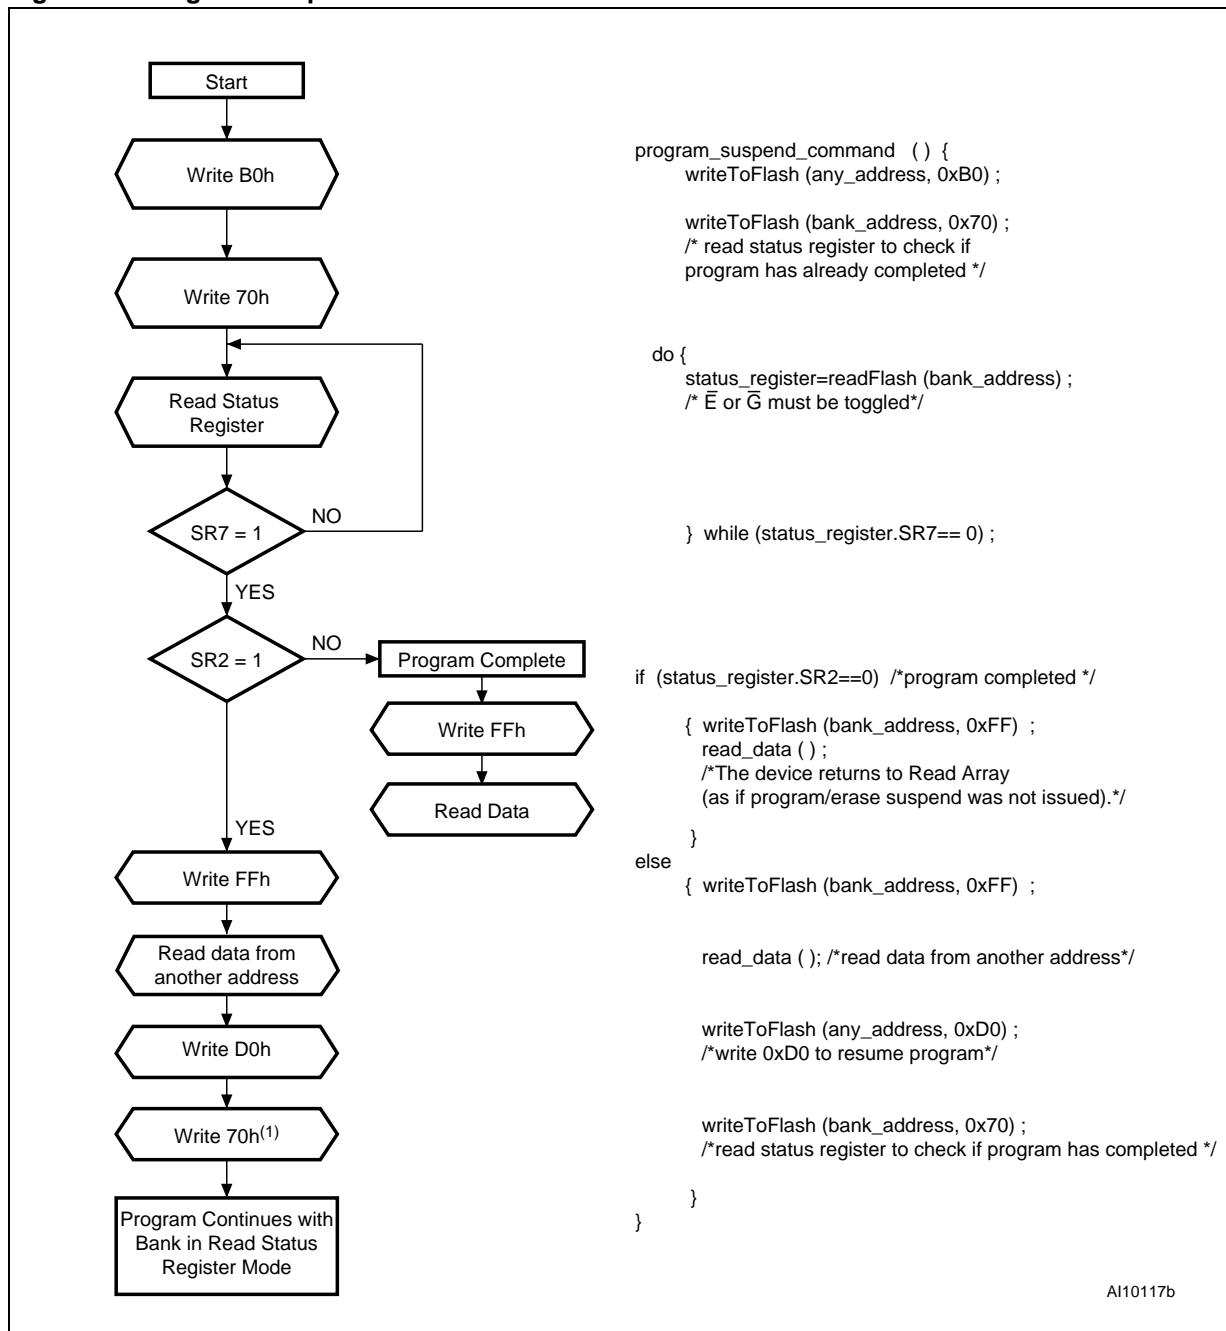 Start
Write B0h
Write 70h
Read Status
Register
SR7 = 1
NO
YES
SR2 = 1
NO
Program Complete
Write FFh
Read Data
YES
Write FFh
Read data from
another address
Write D0h
Write 70h(1)
Program Continues with
Bank in Read Status
Register Mode
program_suspend_command ( ) {
writeToFlash (any_address, 0xB0) ;
writeToFlash (bank_address, 0x70) ;
/* read status register to check if
program has already completed */
do {
status_register=readFlash (bank_address) ;
/* E̅ or G̅ must be toggled*/
} while (status_register.SR7== 0) ;
if (status_register.SR2==0) /*program completed */
{ writeToFlash (bank_address, 0xFF) ;
read_data ( ) ;
/*The device returns to Read Array
(as if program/erase suspend was not issued).*/
}
else
{ writeToFlash (bank_address, 0xFF) ;
read_data ( ); /*read data from another address*/
writeToFlash (any_address, 0xD0) ;
/*write 0xD0 to resume program*/
writeToFlash (bank_address, 0x70) ;
/*read status register to check if program has completed */
}
}
AI10117b